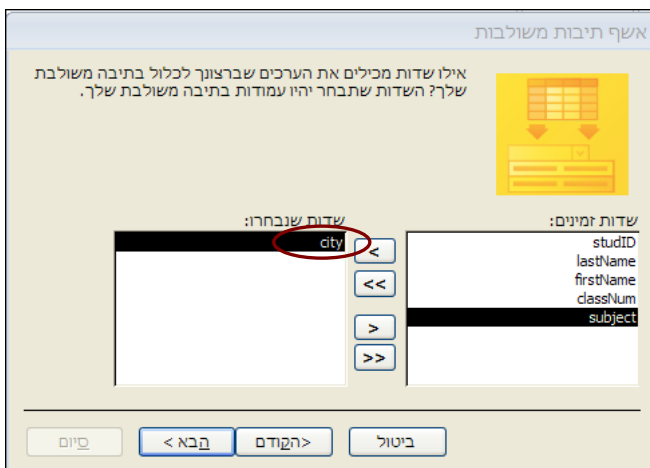 אשף תיבות משולבות
אילו שדות מכילים את הערכים שברצונך לכלול בתיבה משולבת
שלך? השדות שתבחר יהיו עמודות בתיבה משולבת שלך.
שדות זמינים:
studID
lastName
firstName
classNum
subject
<
<<
>
>>
שדות שנבחרו:
city
ביטול
<הקודם
הבא >
סיום